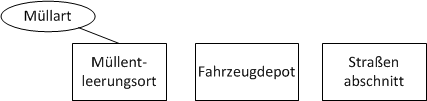 Müllart
Müllent-
leerungsort
Fahrzeugdepot
Straßen
abschnitt